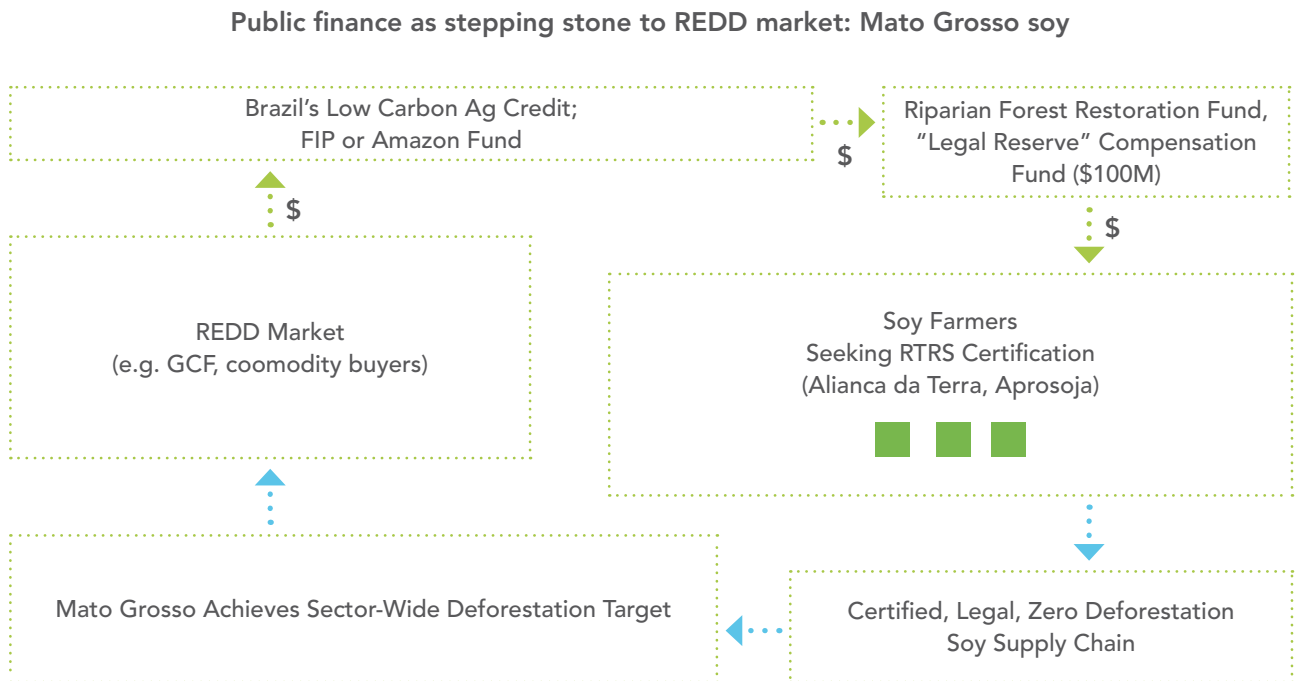 Public finance as stepping stone to REDD market: Mato Grosso soy
Brazil's Low Carbon Ag Credit;
FIP or Amazon Fund
$
Riparian Forest Restoration Fund,
“Legal Reserve” Compensation
Fund ($100M)
$
$
REDD Market
(e.g. GCF, coomodity buyers)
Soy Farmers
Seeking RTRS Certification
(Alianca da Terra, Aprosoja)
Mato Grosso Achieves Sector-Wide Deforestation Target
Certified, Legal, Zero Deforestation
Soy Supply Chain